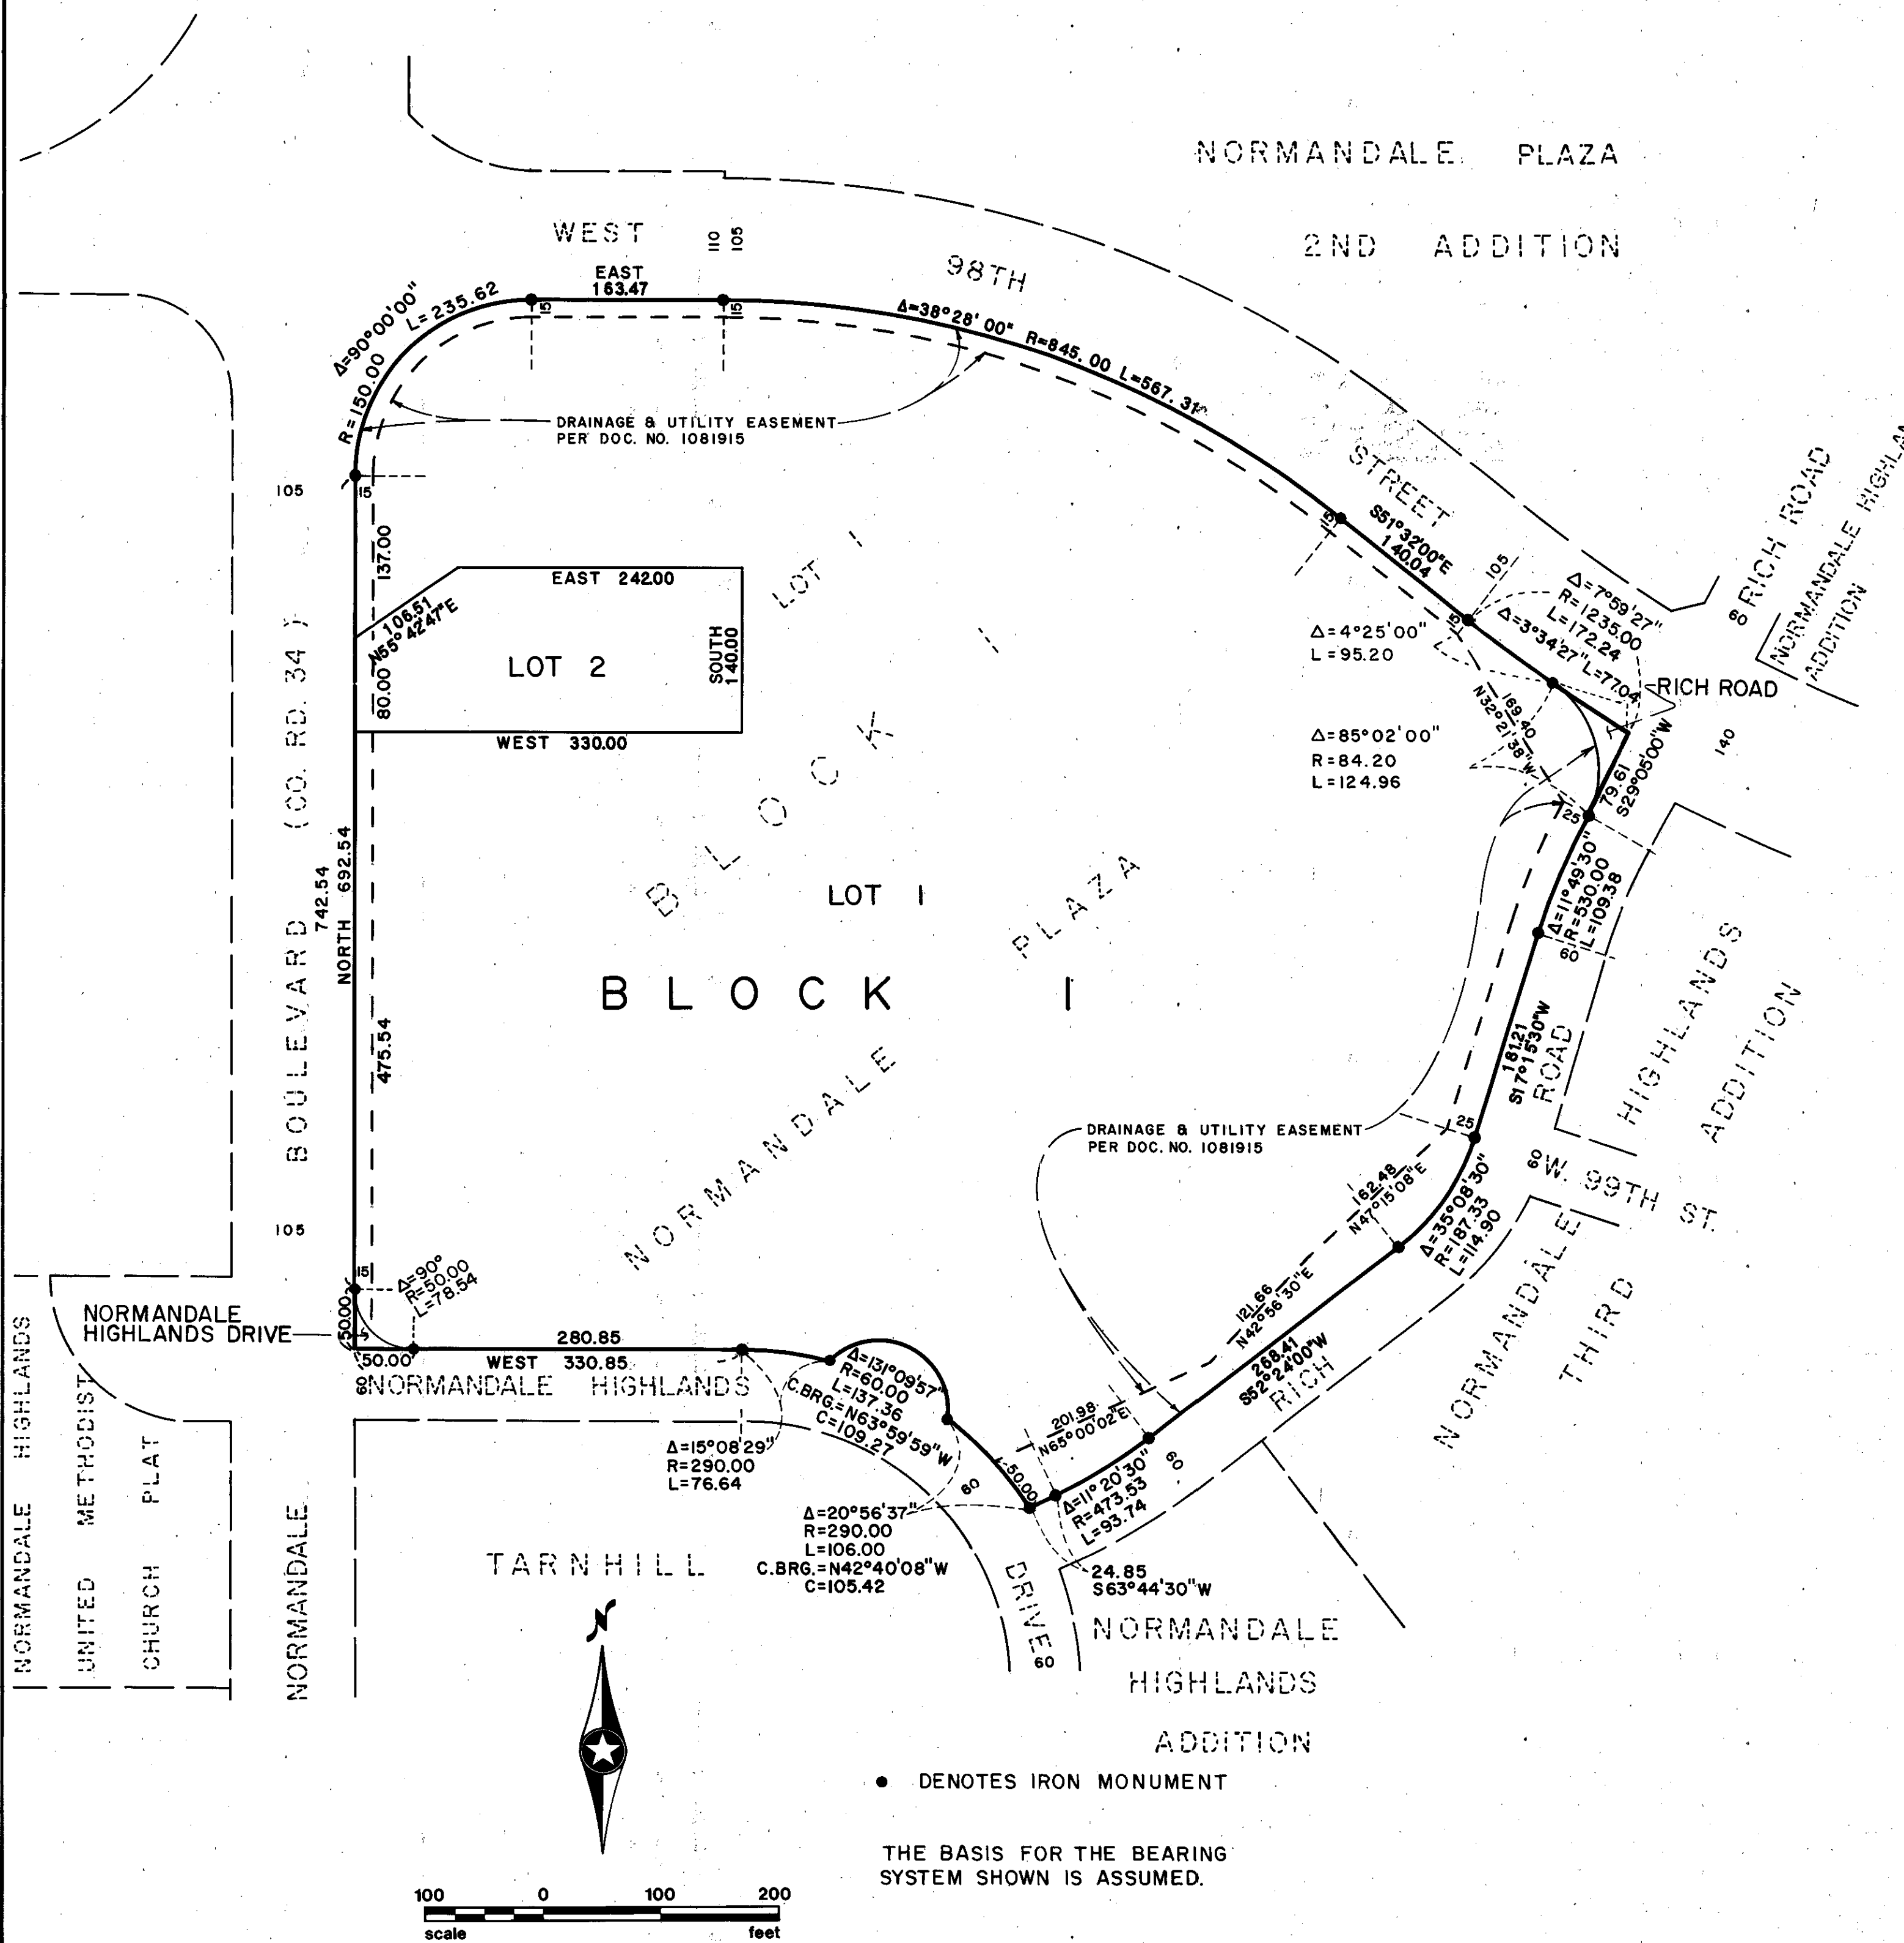 NORMANDALE PLAZA
2ND ADDITION
WEST
98TH
STREET
110
105
EAST
163.47
15
15
Δ=90°00'00"
L=235.62
R=150.00
Δ=38°28'00" R=845.00 L=567.31
DRAINAGE & UTILITY EASEMENT
PER DOC. NO. 1081915
105
15
137.00
EAST 242.00
106.51
N55°42'47"E
LOT 2
SOUTH
140.00
80.00
WEST 330.00
LOT 1
BLOCK 1
15
S51°32'00"E
140.04
105
15
Δ=7°59'27"
R=1235.00
L=172.24
Δ=3°34'27" L=77.04
Δ=4°25'00"
L=95.20
RICH ROAD
60
RICH ROAD
NORMANDALE HIGHLAN
ADDITION
140
169.40
N32°21'38"W
Δ=85°02'00"
R=84.20
L=124.96
79.61
S29°05'00"W
25
Δ=11°49'30"
R=530.00
L=109.38
60
BOULEVARD (CO. RD. 34)
742.54
NORTH 692.54
475.54
LOT 1
BLOCK 1
NORMANDALE PLAZA
181.21
S17°15'30"W
ROAD
HIGHLANDS
ADDITION
DRAINAGE & UTILITY EASEMENT
PER DOC. NO. 1081915
25
60
W. 99TH ST.
162.48
N47°15'08"E
Δ=35°08'30"
R=187.33
L=114.90
105
15
Δ=90°
R=50.00
L=78.54
NORMANDALE
HIGHLANDS DRIVE
50.00
50.00
280.85
WEST 330.85
60
NORMANDALE HIGHLANDS
121.66
N42°56'30"E
268.41
S52°24'00"W
RICH
NORMANDALE
THIRD
Δ=131°09'57"
R=60.00
L=137.36
C.BRG.=N63°59'59"W
C=109.27
Δ=15°08'29"
R=290.00
L=76.64
201.98
N65°00'02"E
50.00
60
60
Δ=11°20'30"
R=473.53
L=93.74
Δ=20°56'37"
R=290.00
L=106.00
C.BRG.=N42°40'08"W
C=105.42
24.85
S63°44'30"W
NORMANDALE HIGHLANDS
UNITED METHODIST
CHURCH PLAT
NORMANDALE
TARNHILL
DRIVE
60
NORMANDALE
HIGHLANDS
ADDITION
N
DENOTES IRON MONUMENT
THE BASIS FOR THE BEARING
SYSTEM SHOWN IS ASSUMED.
100 0 100 200
scale feet